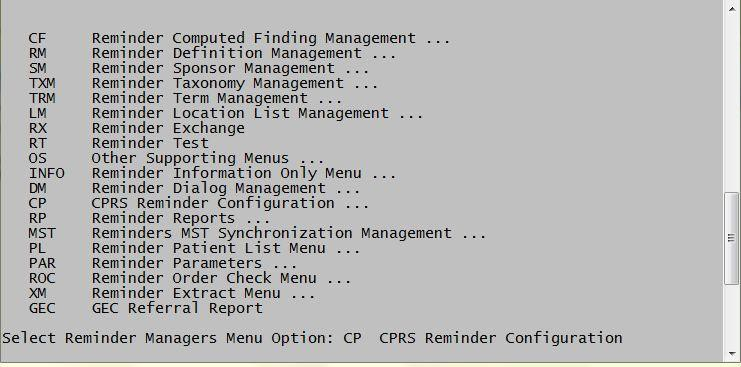 CF Reminder Computed Finding Management ...
RM Reminder Definition Management ...
SM Reminder Sponsor Management ...
TXM Reminder Taxonomy Management ...
TRM Reminder Term Management ...
LM Reminder Location List Management ...
RX Reminder Exchange
RT Reminder Test
OS Other Supporting Menus ...
INFO Reminder Information Only Menu ...
DM Reminder Dialog Management ...
CP CPRS Reminder Configuration ...
RP Reminder Reports ...
MST Reminders MST Synchronization Management ...
PL Reminder Patient List Menu ...
PAR Reminder Parameters ...
ROC Reminder Order Check Menu ...
XM Reminder Extract Menu ...
GEC GEC Referral Report
Select Reminder Managers Menu Option: CP CPRS Reminder Configuration